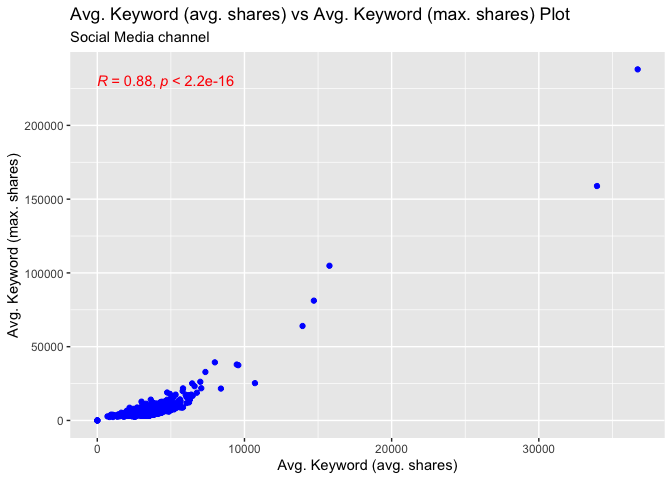 Avg. Keyword (avg. shares) vs Avg. Keyword (max. shares) Plot
Social Media channel
R = 0.88, p < 2.2e-16
200000
150000
100000
50000
0
Avg. Keyword (max. shares)
0 10000 20000 30000
Avg. Keyword (avg. shares)